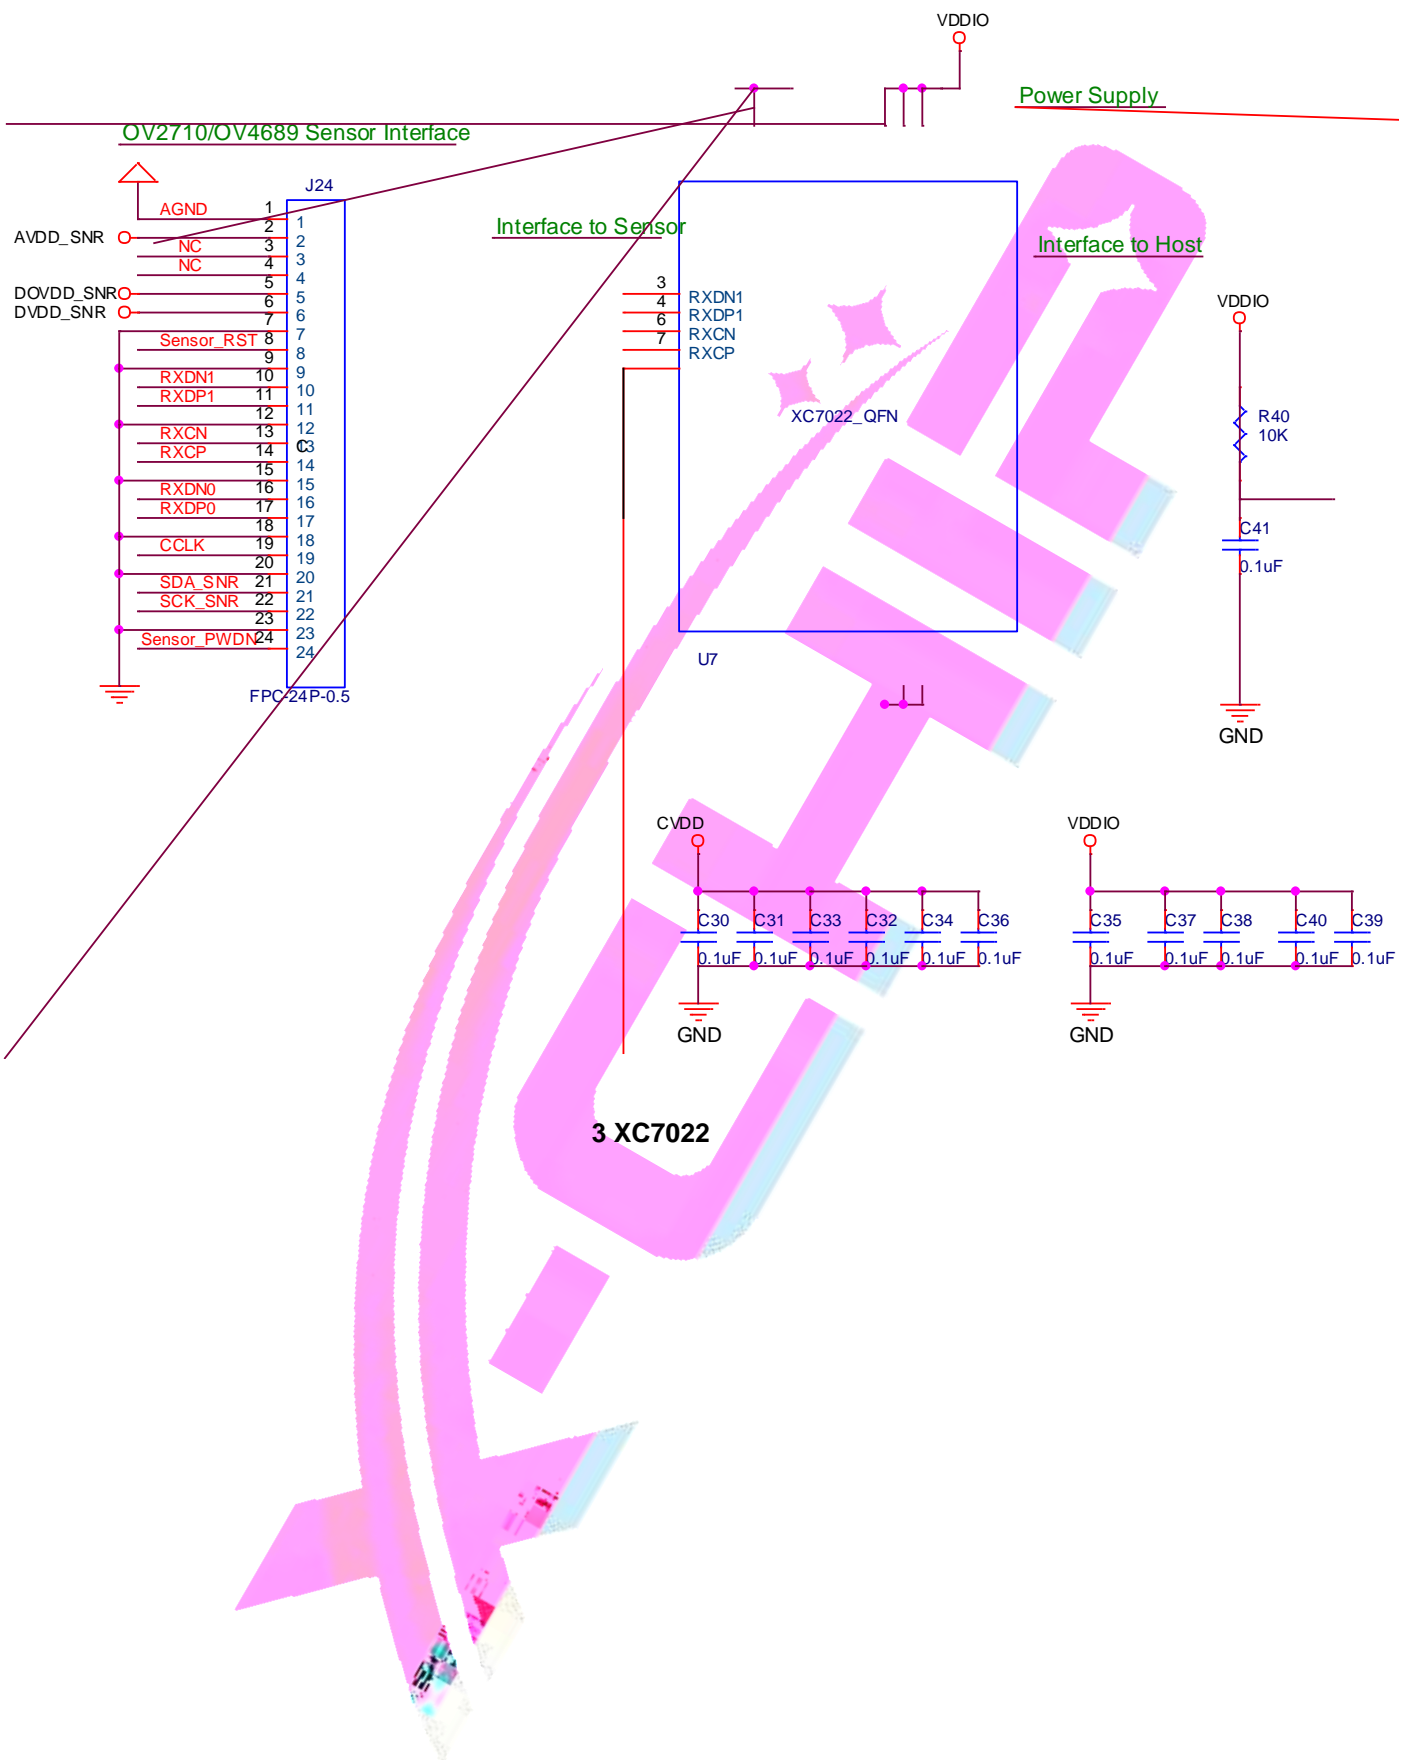 VDDIO
Power Supply
OV2710/OV4689 Sensor Interface
J24
AGND 1 1
AVDD_SNR 2 2
NC 3 3
NC 4 4
DOVDD_SNR 5 5
DVDD_SNR 6 6
7 7
Sensor_RST 8 8
9 9
RXDN1 10 10
RXDP1 11 11
12 12
RXCN 13 13
C
RXCP 14 14
15 15
RXDN0 16 16
RXDP0 17 17
18 18
CCLK 19 19
20 20
SDA_SNR 21 21
SCK_SNR 22 22
23 23
Sensor_PWDN 24 24
FPC-24P-0.5
Interface to Sensor
Interface to Host
3 RXDN1
4 RXDP1
6 RXCN
7 RXCP
XC7022_QFN
U7
VDDIO
R40
10K
C41
0.1uF
GND
CVDD
C30 C31 C33 C32 C34 C36
0.1uF 0.1uF 0.1uF 0.1uF 0.1uF 0.1uF
GND
VDDIO
C35 C37 C38 C40 C39
0.1uF 0.1uF 0.1uF 0.1uF 0.1uF
GND
3 XC7022